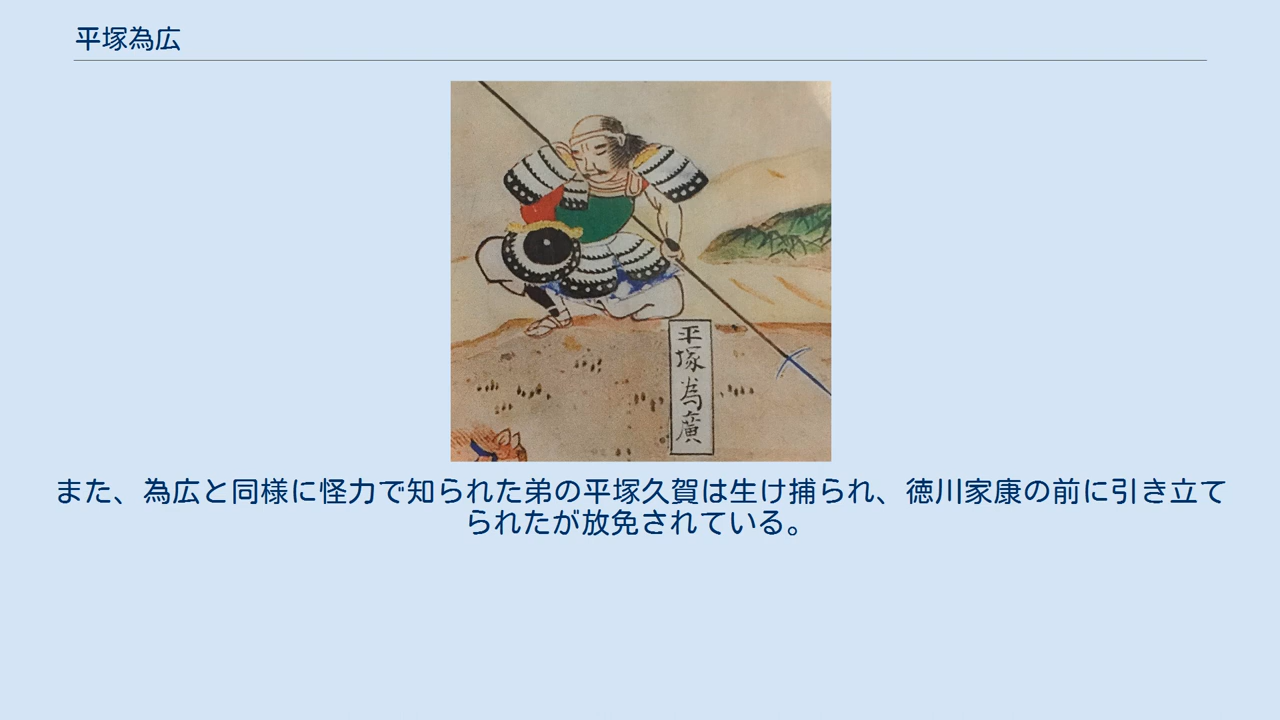 平塚為広
平塚為廣
また、為広と同様に怪力で知られた弟の平塚久賀は生け捕られ、徳川家康の前に引き立て
られたが放免されている。